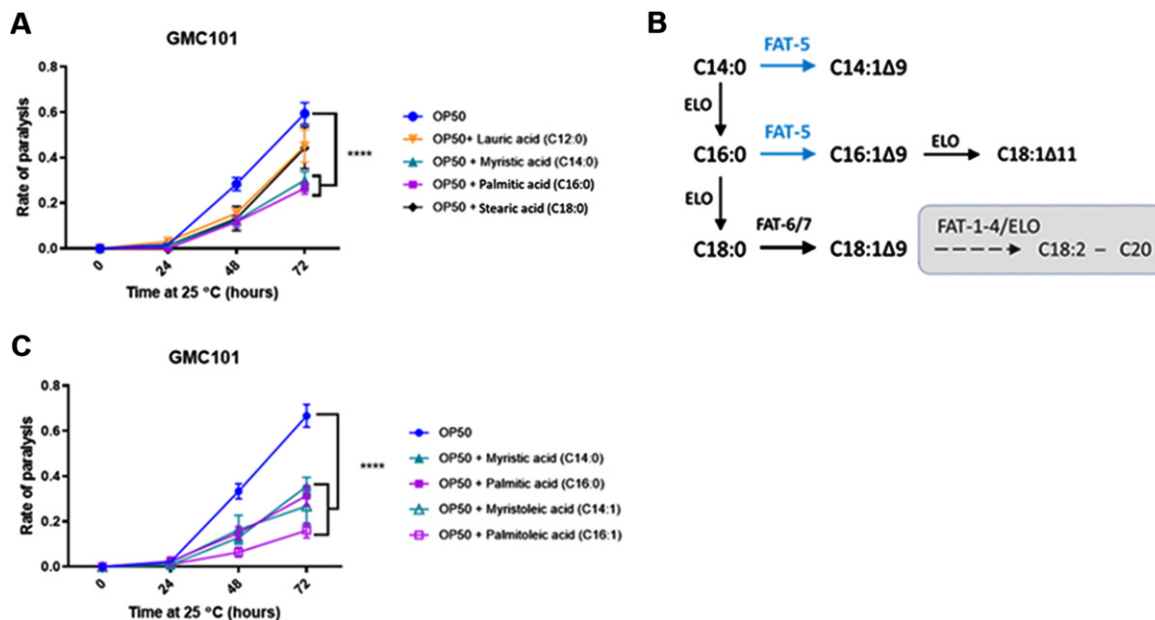 A
GMC101
Rate of paralysis
0.8
0.6
0.4
0.2
0.0
0
24
48
72
Time at 25 °C (hours)
OP50
OP50+ Lauric acid (C12:0)
OP50 + Myristic acid (C14:0)
OP50 + Palmitic acid (C16:0)
OP50 + Stearic acid (C18:0)
****
B
C14:0 FAT-5 C14:1Δ9
ELO
C16:0 FAT-5 C16:1Δ9 ELO C18:1Δ11
ELO
C18:0 FAT-6/7 C18:1Δ9
FAT-1-4/ELO
C18:2 – C20
C
GMC101
Rate of paralysis
0.8
0.6
0.4
0.2
0.0
0
24
48
72
Time at 25 °C (hours)
OP50
OP50 + Myristic acid (C14:0)
OP50 + Palmitic acid (C16:0)
OP50 + Myristoleic acid (C14:1)
OP50 + Palmitoleic acid (C16:1)
****